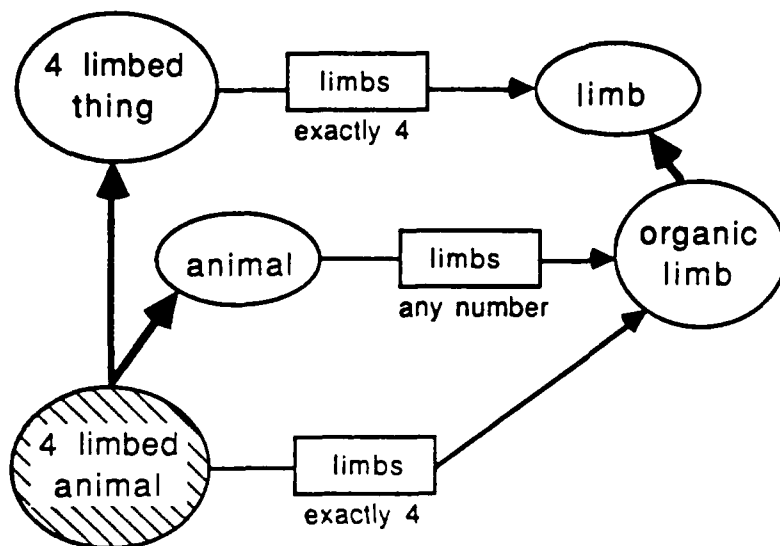 4 limbed
thing
limbs
exactly 4
limb
animal
limbs
any number
organic
limb
4 limbed
animal
limbs
exactly 4